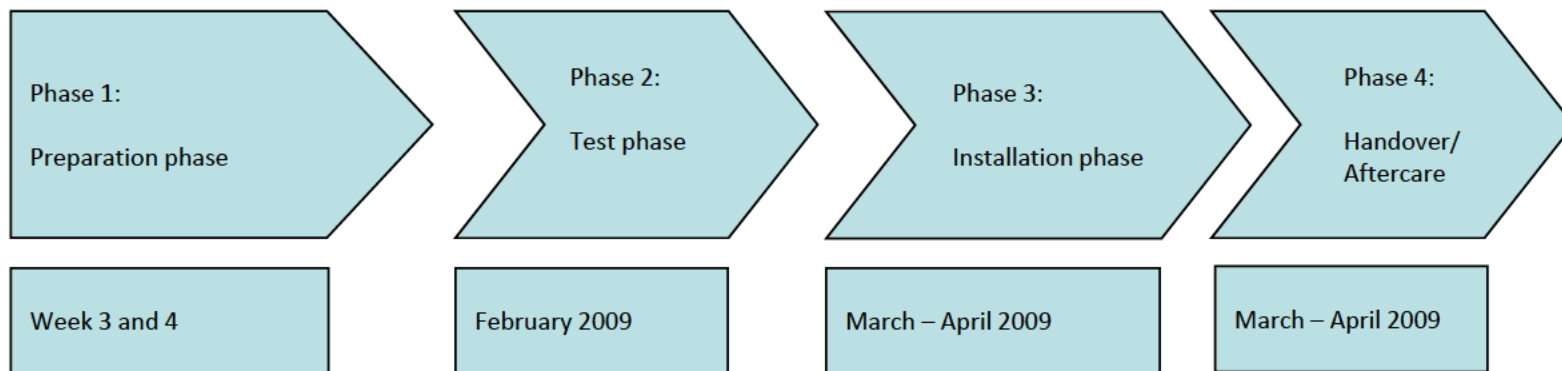 Phase 1:
Preparation phase
Phase 2:
Test phase
Phase 3:
Installation phase
Phase 4:
Handover/
Aftercare
Week 3 and 4
February 2009
March – April 2009
March – April 2009